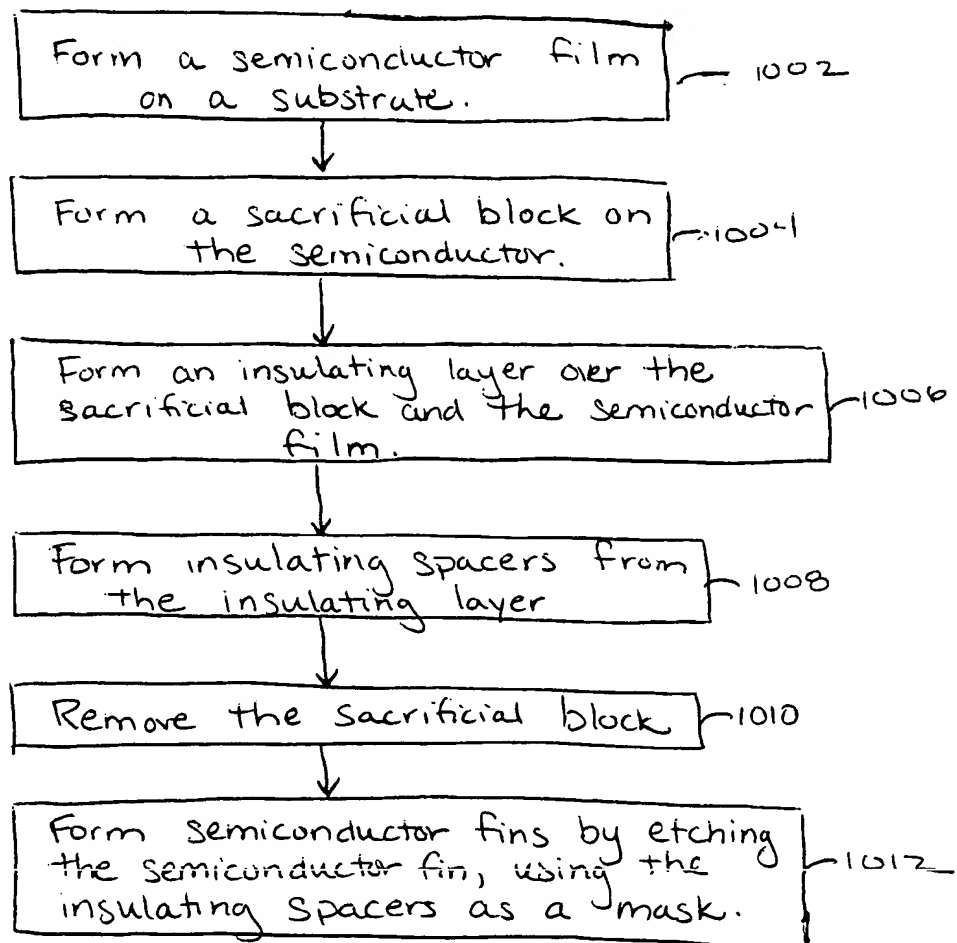 Form a semiconductor film
on a substrate.
1002
Form a sacrificial block on
the semiconductor.
1004
Form an insulating layer over the
sacrificial block and the semiconductor
film.
1006
Form insulating spacers from
the insulating layer
1008
Remove the sacrificial block
1010
Form semiconductor fins by etching
the semiconductor fin, using the
insulating spacers as a mask.
1012